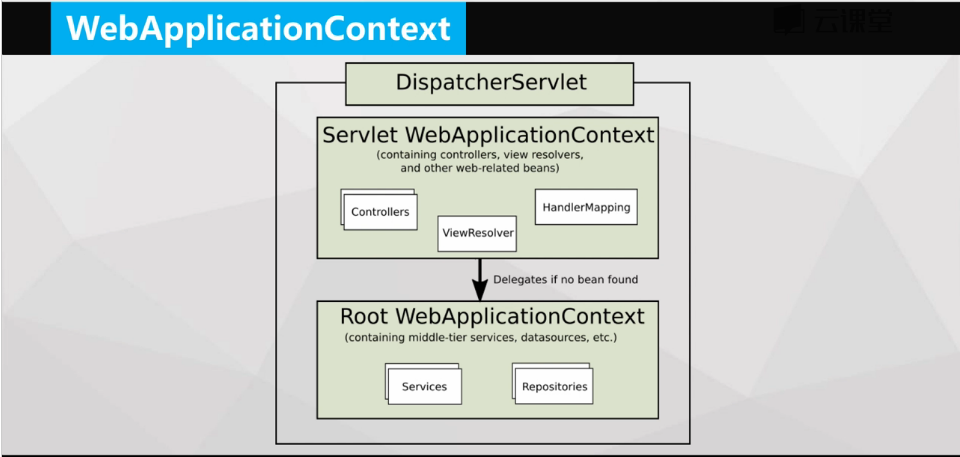 WebApplicationContext
云课堂
DispatcherServlet
Servlet WebApplicationContext
(containing controllers, view resolvers,
and other web-related beans)
Controllers
HandlerMapping
ViewResolver
Delegates if no bean found
Root WebApplicationContext
(containing middle-tier services, datasources, etc.)
Services
Repositories